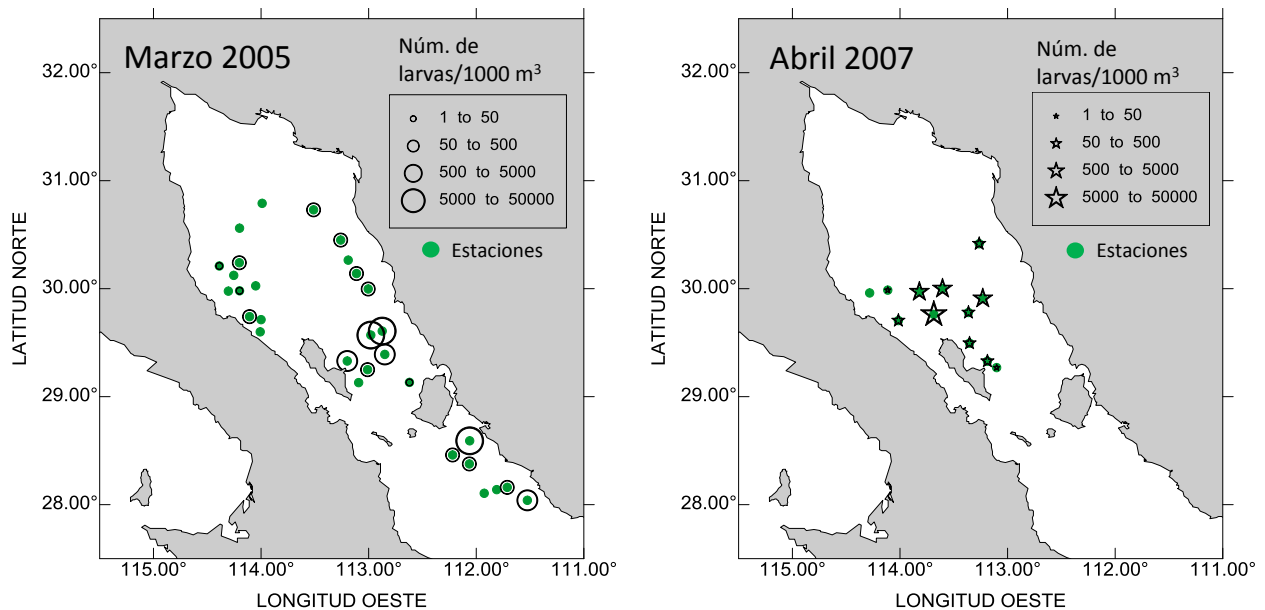 Marzo 2005
Núm. de
larvas/1000 m³
1 to 50
50 to 500
500 to 5000
5000 to 50000
Estaciones
32.00°
31.00°
30.00°
29.00°
28.00°
LATITUD NORTE
115.00° 114.00° 113.00° 112.00° 111.00°
LONGITUD OESTE
Abril 2007
Núm. de
larvas/1000 m³
1 to 50
50 to 500
500 to 5000
5000 to 50000
Estaciones
32.00°
31.00°
30.00°
29.00°
28.00°
LATITUD NORTE
115.00° 114.00° 113.00° 112.00° 111.00°
LONGITUD OESTE